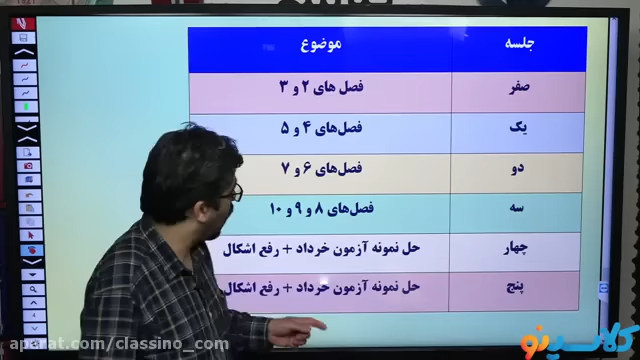 جلسه موضوع
صفر فصل های ۲ و ۳
یک فصل‌های ۴ و ۵
دو فصل‌های ۶ و ۷
سه فصل‌های ۸ و ۹ و ۱۰
چهار حل نمونه آزمون خرداد + رفع اشکال
پنج حل نمونه آزمون خرداد + رفع اشکال
aparat.com/classino_com
کلاسینو